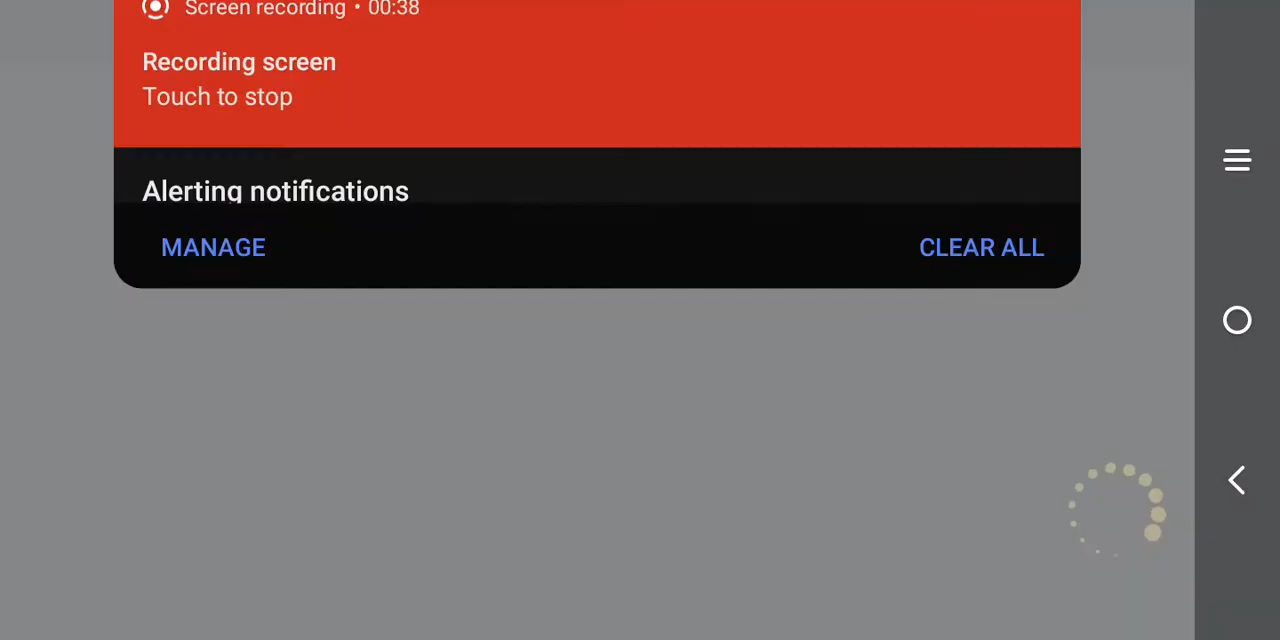 Screen recording • 00:38
Recording screen
Touch to stop
Alerting notifications
MANAGE
CLEAR ALL